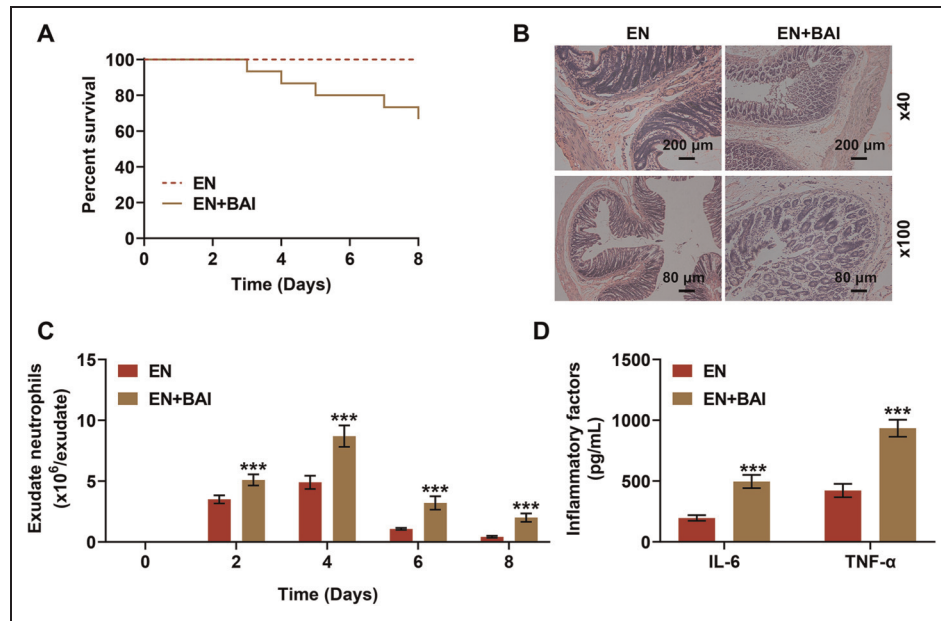 A
100
80
60
40
20
0
Percent survival
EN
EN+BAI
0 2 4 6 8
Time (Days)
B
EN EN+BAI
200 µm 200 µm
x40
80 µm 80 µm
x100
C
15
10
5
0
Exudate neutrophils
(x10⁶/exudate)
EN
EN+BAI
*** *** *** ***
0 2 4 6 8
Time (Days)
D
1500
1000
500
0
Inflammatory factors
(pg/mL)
EN
EN+BAI
*** ***
IL-6 TNF-α